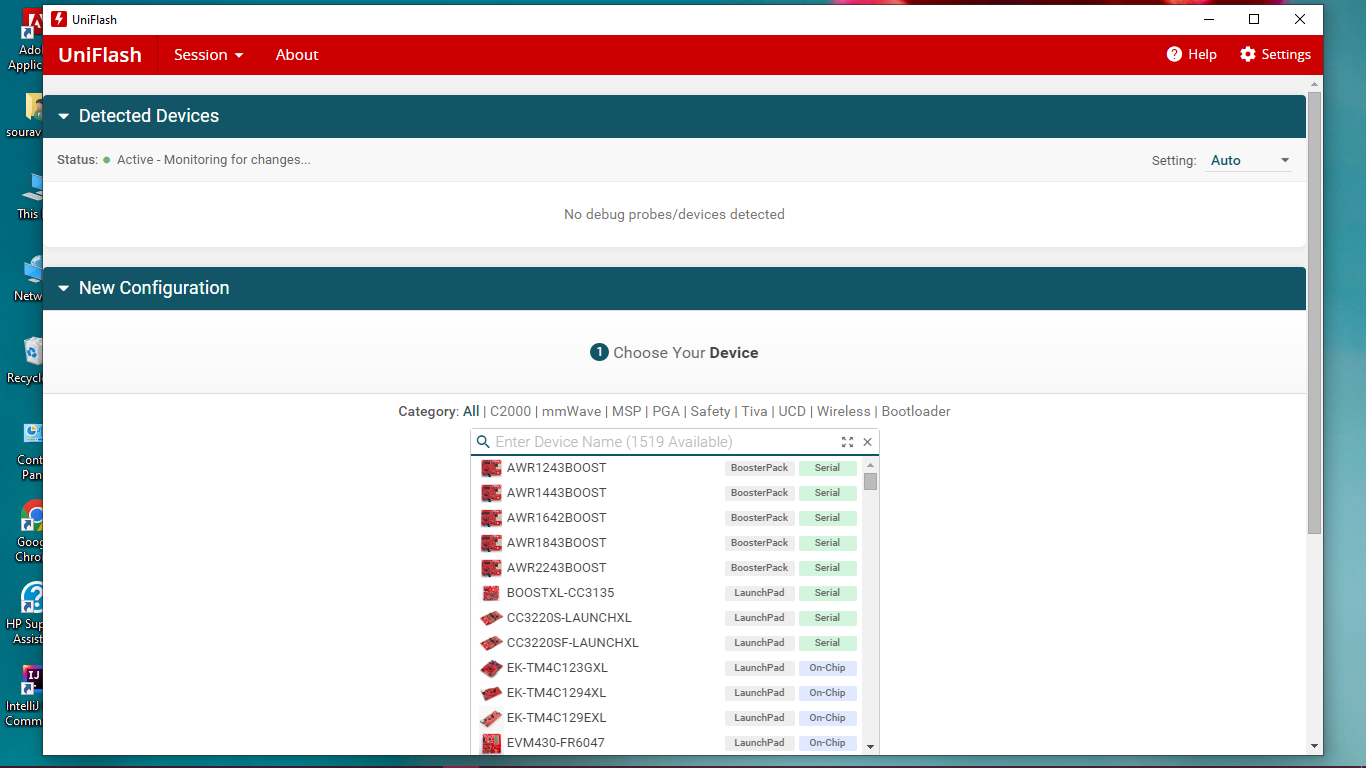 UniFlash
UniFlash Session About Help Settings
Detected Devices
Status: Active - Monitoring for changes... Setting: Auto
No debug probes/devices detected
New Configuration
1 Choose Your Device
Category: All | C2000 | mmWave | MSP | PGA | Safety | Tiva | UCD | Wireless | Bootloader
Enter Device Name (1519 Available)
AWR1243BOOST BoosterPack Serial
AWR1443BOOST BoosterPack Serial
AWR1642BOOST BoosterPack Serial
AWR1843BOOST BoosterPack Serial
AWR2243BOOST BoosterPack Serial
BOOSTXL-CC3135 LaunchPad Serial
CC3220S-LAUNCHXL LaunchPad Serial
CC3220SF-LAUNCHXL LaunchPad Serial
EK-TM4C123GXL LaunchPad On-Chip
EK-TM4C1294XL LaunchPad On-Chip
EK-TM4C129EXL LaunchPad On-Chip
EVM430-FR6047 LaunchPad On-Chip
Ado
Applic
sourav
This
Netw
Recycl
Cont
Pan
Goo
Chro
HP Sup
Assist
IJ
IntelliJ
Comm